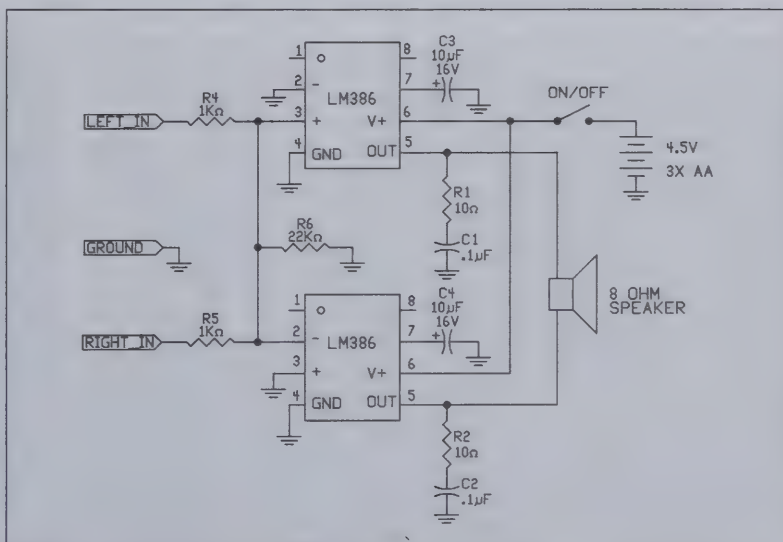 C3
10µF
16V
1
8
2
-
7
LM386
ON/OFF
R4
1KΩ
LEFT_IN
3
+
V+
6
4
GND
OUT
5
4.5V
3X AA
R1
10Ω
R6
22KΩ
GROUND
C1
.1µF
C4
10µF
16V
1
8
8 OHM
SPEAKER
R5
1KΩ
RIGHT_IN
2
-
7
LM386
3
+
V+
6
4
GND
OUT
5
R2
10Ω
C2
.1µF